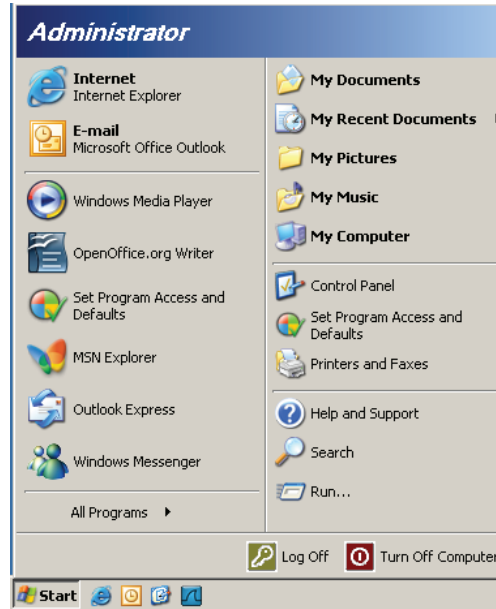 Administrator
Internet
Internet Explorer
E-mail
Microsoft Office Outlook
Windows Media Player
OpenOffice.org Writer
Set Program Access and
Defaults
MSN Explorer
Outlook Express
Windows Messenger
All Programs
My Documents
My Recent Documents
My Pictures
My Music
My Computer
Control Panel
Set Program Access and
Defaults
Printers and Faxes
Help and Support
Search
Run...
Log Off
Turn Off Computer
Start